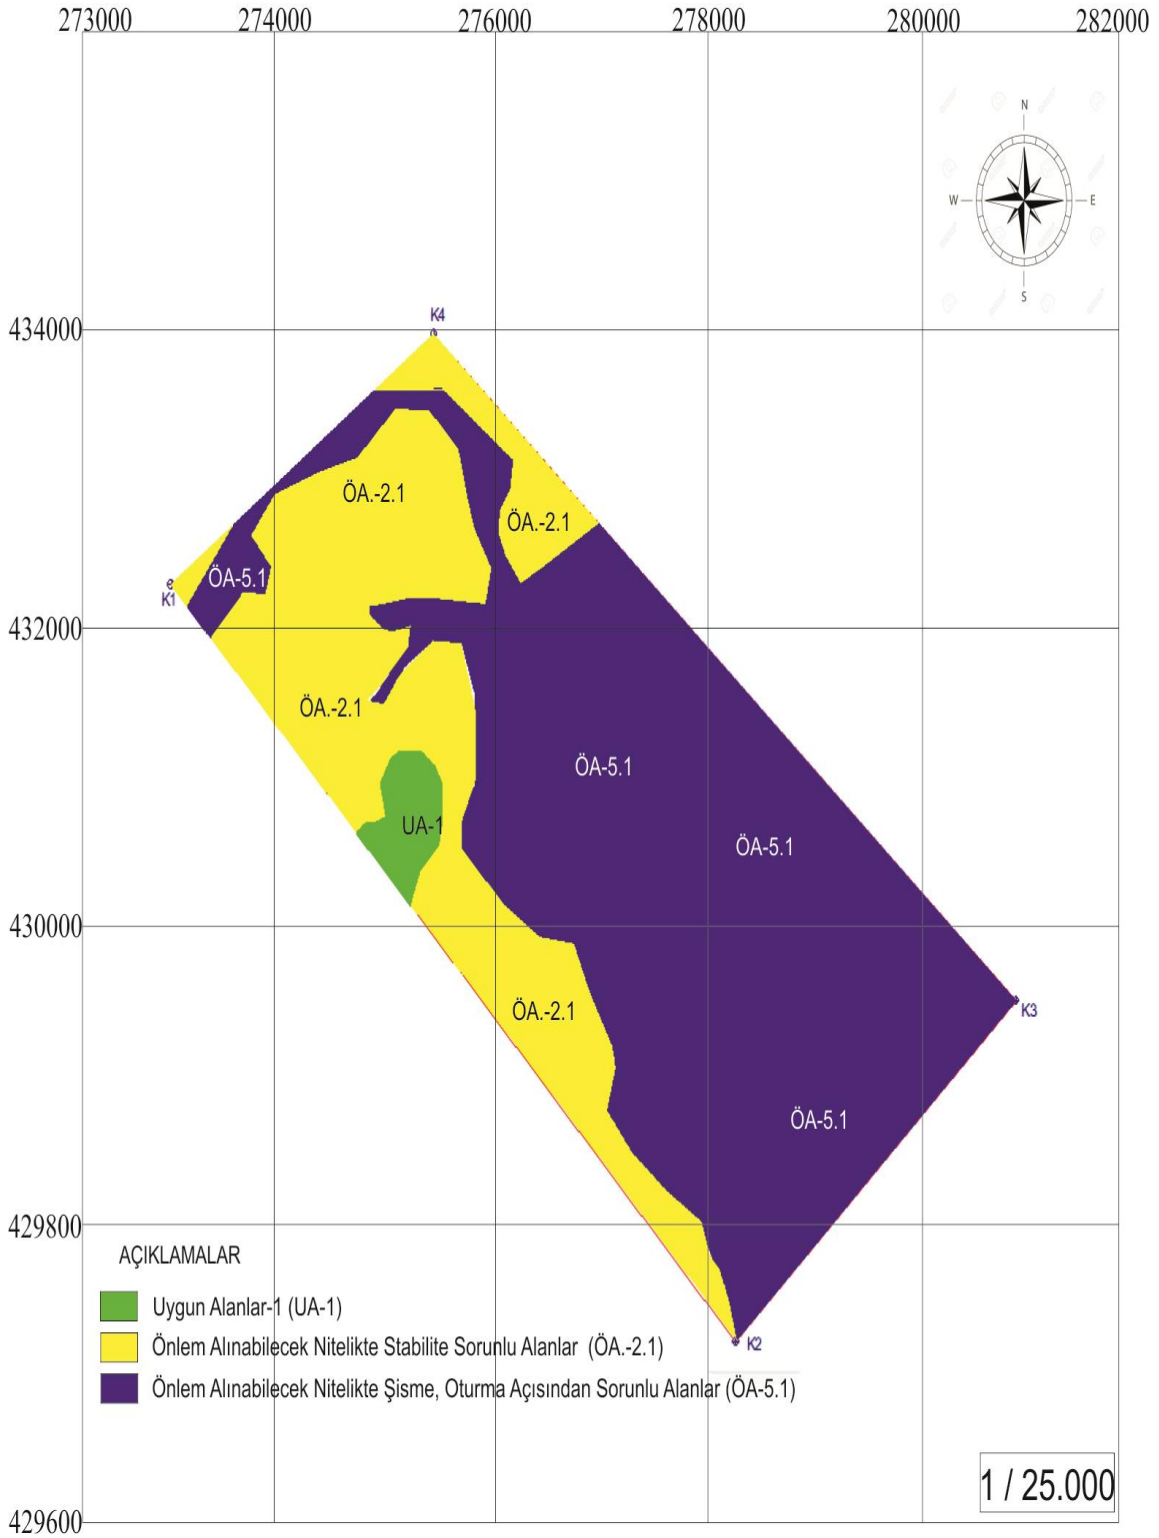 273000 274000 276000 278000 280000 282000
N
W E
S
K4
434000
ÖA.-2.1
ÖA.-2.1
ÖA-5.1
K1
432000
ÖA.-2.1
ÖA-5.1
UA-1
ÖA-5.1
430000
K3
ÖA.-2.1
ÖA-5.1
429800
AÇIKLAMALAR
Uygun Alanlar-1 (UA-1)
K2
Önlem Alınabilecek Nitelikte Stabilite Sorunlu Alanlar (ÖA.-2.1)
Önlem Alınabilecek Nitelikte Şisme, Oturma Açısından Sorunlu Alanlar (ÖA-5.1)
1 / 25.000
429600